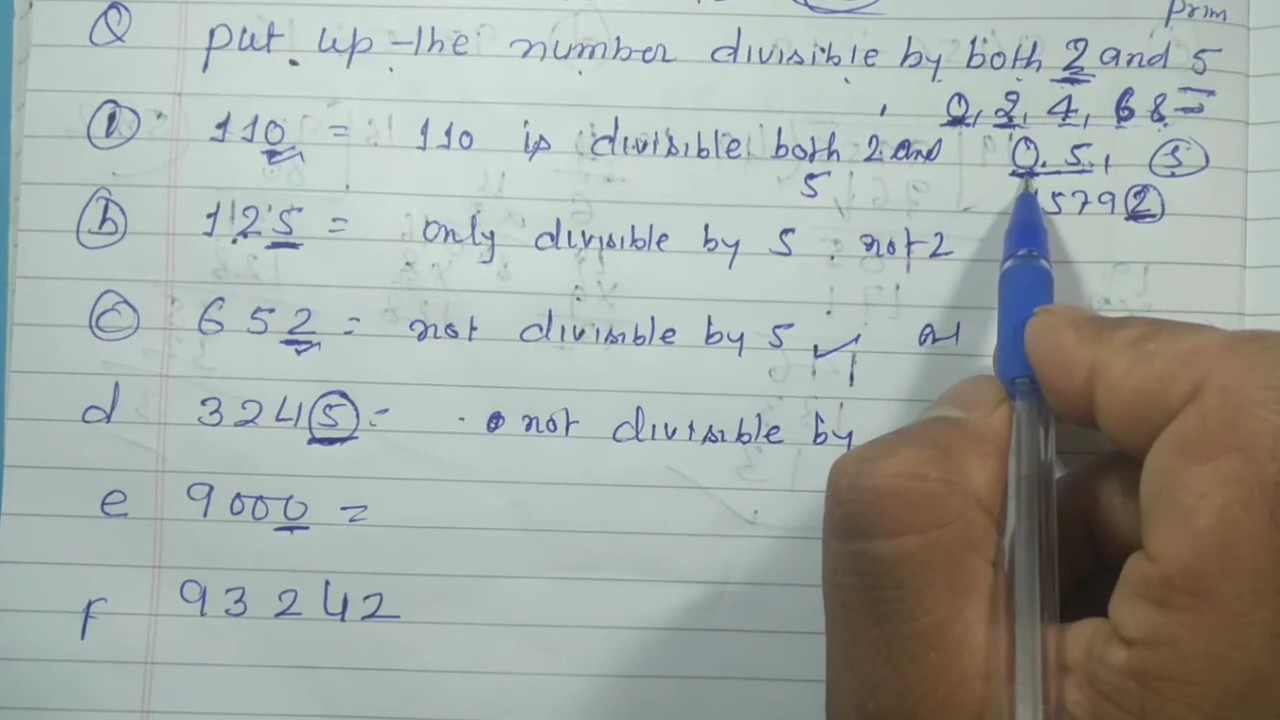 Prim
Q put up the number divisible by both 2 and 5
0, 2, 4, 6 8
a 110 = 110 is divisible both 2 and 5
0, 5, 5
5792
b 125 = only divisible by 5 not 2
c 652 = not divisible by 5
d 3245 = not divisible by
e 9000 =
f 93242